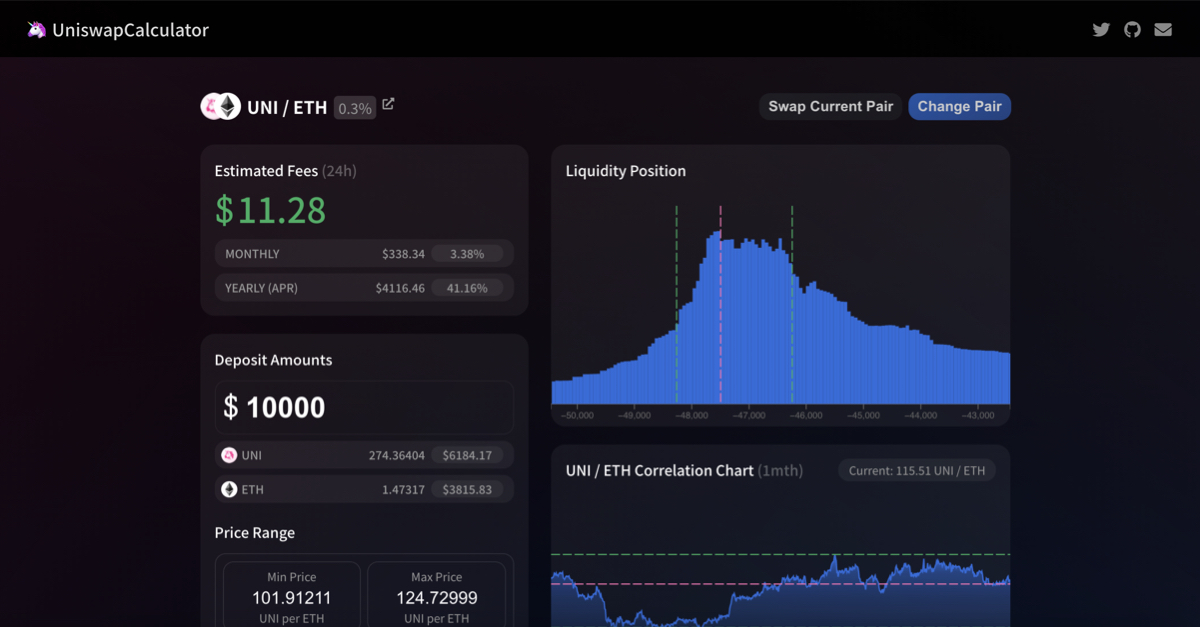 UniswapCalculator
UNI / ETH 0.3%
Swap Current Pair
Change Pair
Estimated Fees (24h)
$11.28
MONTHLY $338.34 3.38%
YEARLY (APR) $4116.46 41.16%
Deposit Amounts
$ 10000
UNI 274.36404 $6184.17
ETH 1.47317 $3815.83
Price Range
Min Price
101.91211
UNI per ETH
Max Price
124.72999
UNI per ETH
Liquidity Position
−50,000 −49,000 −48,000 −47,000 −46,000 −45,000 −44,000 −43,000
UNI / ETH Correlation Chart (1mth)
Current: 115.51 UNI / ETH